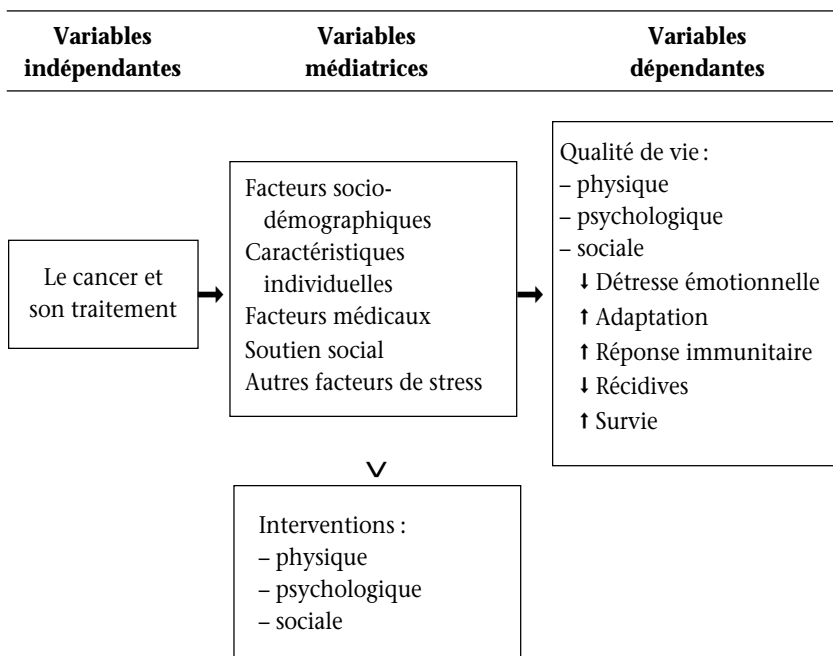 Variables
indépendantes
Variables
médiatrices
Variables
dépendantes
Le cancer et
son traitement
Facteurs socio-
démographiques
Caractéristiques
individuelles
Facteurs médicaux
Soutien social
Autres facteurs de stress
Qualité de vie :
– physique
– psychologique
– sociale
⭣ Détresse émotionnelle
⭡ Adaptation
⭡ Réponse immunitaire
⭣ Récidives
⭡ Survie
Interventions :
– physique
– psychologique
– sociale